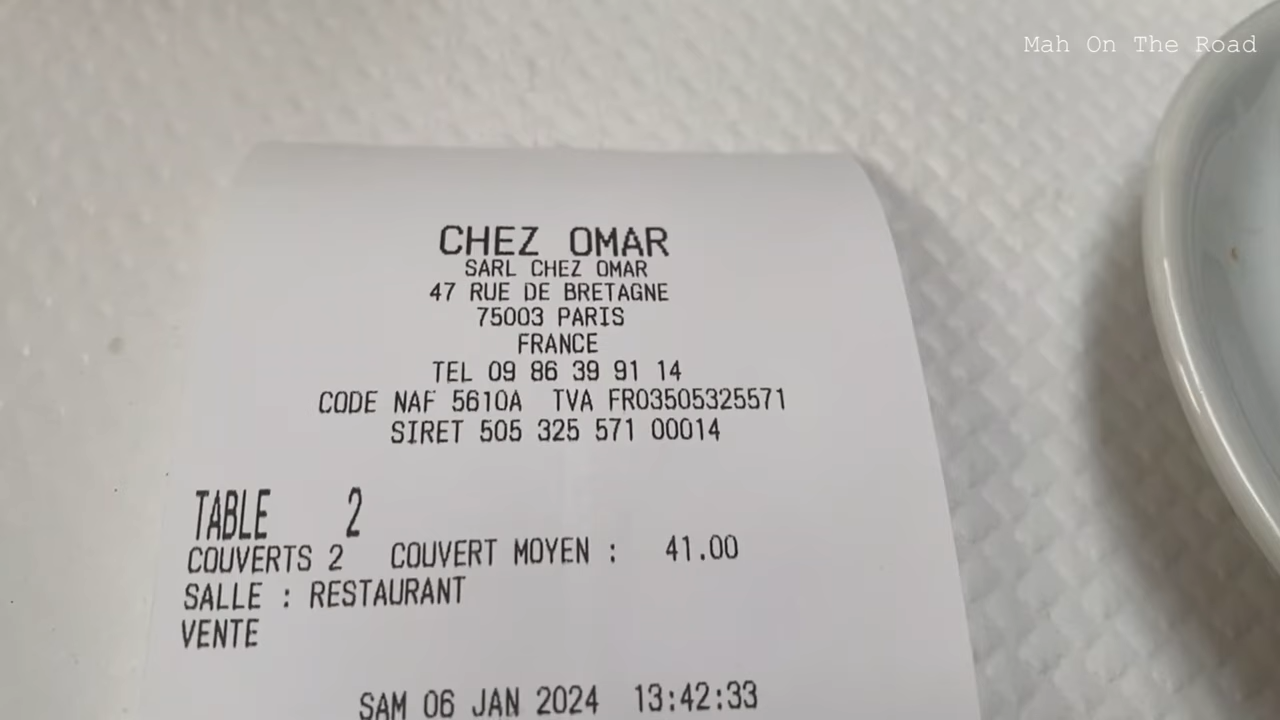 Mah On The Road
CHEZ OMAR
SARL CHEZ OMAR
47 RUE DE BRETAGNE
75003 PARIS
FRANCE
TEL 09 86 39 91 14
CODE NAF 5610A TVA FR03505325571
SIRET 505 325 571 00014
TABLE 2
COUVERTS 2 COUVERT MOYEN : 41.00
SALLE : RESTAURANT
VENTE
SAM 06 JAN 2024 13:42:33